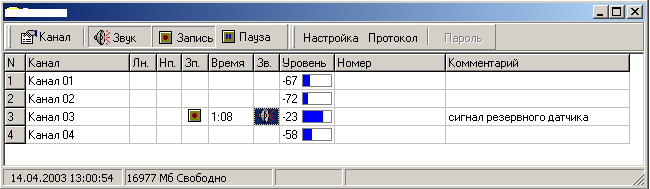 Канал Звук Запись Пауза Настройка Протокол Пароль
N Канал Лн. Нп. Зп. Время Зв. Уровень Номер Комментарий
1 Канал 01 -67
2 Канал 02 -72
3 Канал 03 1:08 -23 сигнал резервного датчика
4 Канал 04 -58
14.04.2003 13:00:54 16977 Мб Свободно